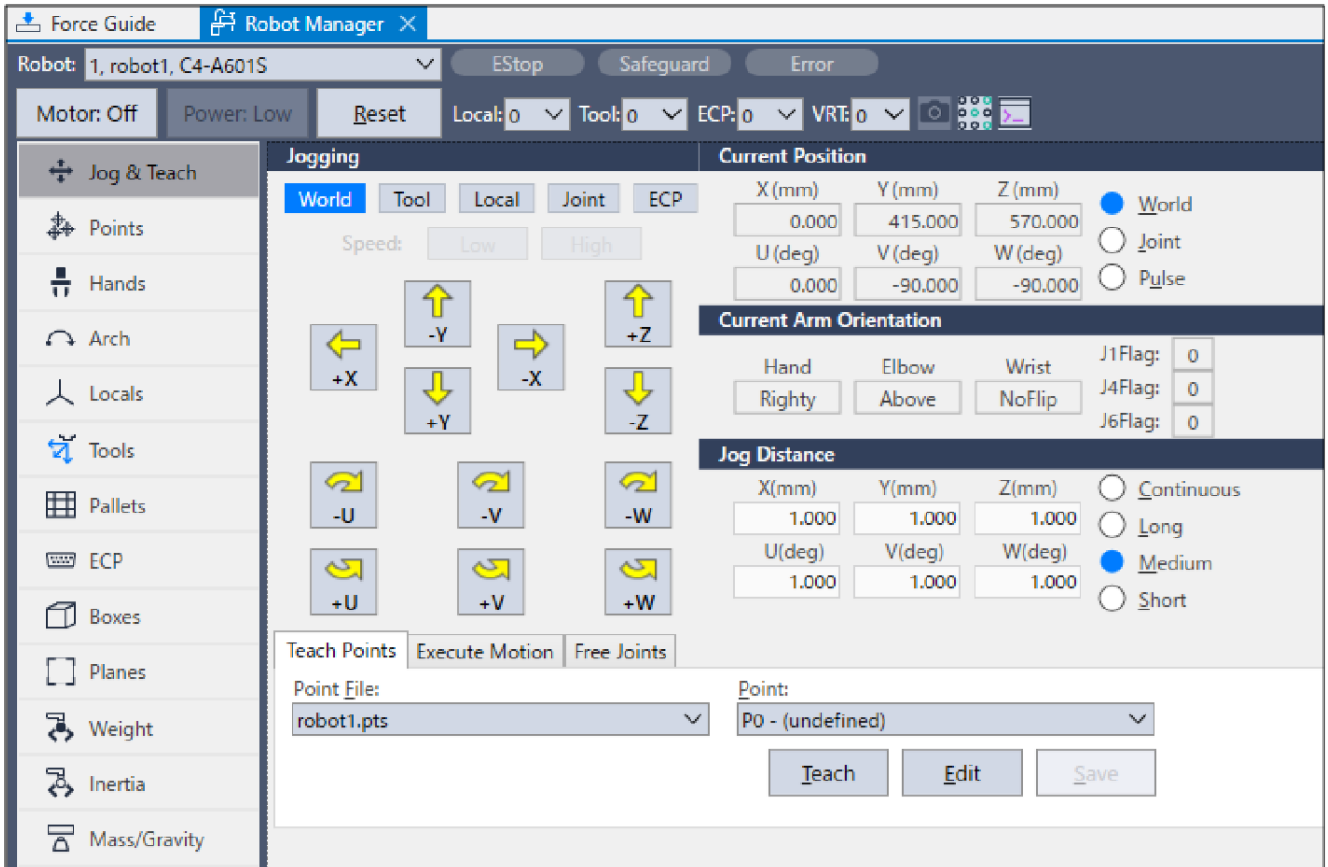 Force Guide
Robot Manager
Robot: 1, robot1, C4-A601S EStop Safeguard Error
Motor: Off Power: Low Reset Local: 0 Tool: 0 ECP: 0 VRT: 0
Jog & Teach
Points
Hands
Arch
Locals
Tools
Pallets
ECP
Boxes
Planes
Weight
Inertia
Mass/Gravity
Jogging
World Tool Local Joint ECP
Speed: Low High
-Y
+Z
+X
-X
+Y
-Z
-U -V -W
+U +V +W
Current Position
X (mm) Y (mm) Z (mm)
0.000 415.000 570.000
U (deg) V (deg) W (deg)
0.000 -90.000 -90.000
World
Joint
Pulse
Current Arm Orientation
Hand Elbow Wrist
Righty Above NoFlip
J1Flag: 0
J4Flag: 0
J6Flag: 0
Jog Distance
X(mm) Y(mm) Z(mm)
1.000 1.000 1.000
U(deg) V(deg) W(deg)
1.000 1.000 1.000
Continuous
Long
Medium
Short
Teach Points Execute Motion Free Joints
Point File: Point:
robot1.pts P0 - (undefined)
Teach Edit Save